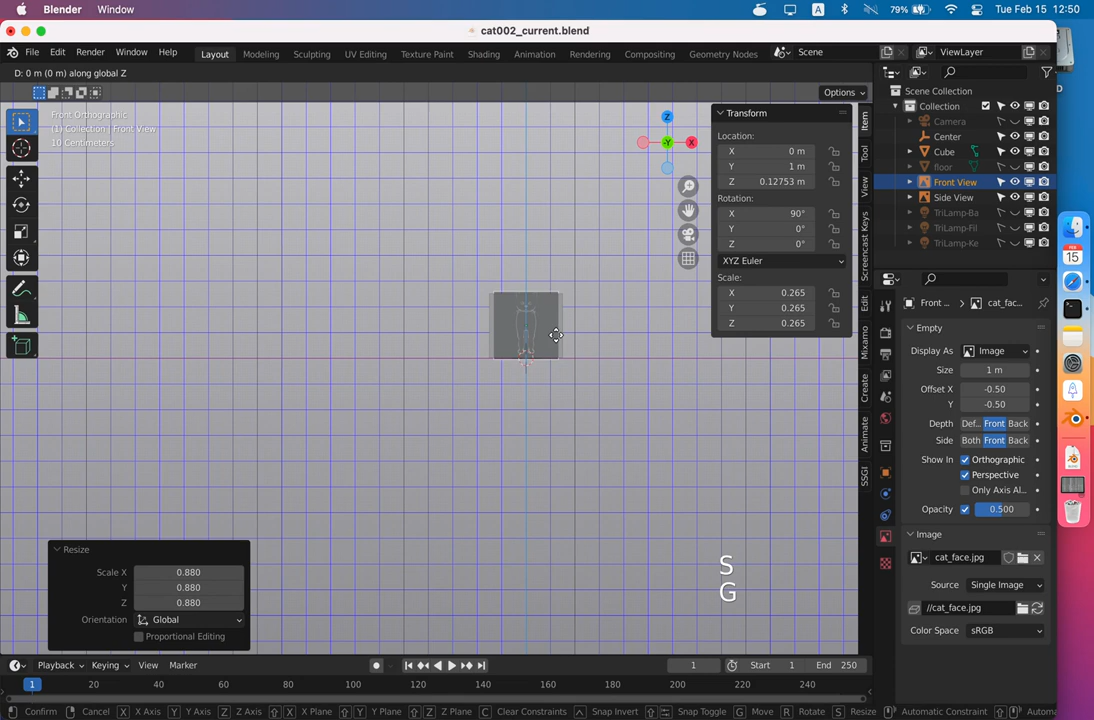 Blender Window A 79% Tue Feb 15 12:50
cat002_current.blend
File Edit Render Window Help Layout Modeling Sculpting UV Editing Texture Paint Shading Animation Rendering Compositing Geometry Nodes Scene ViewLayer
D: 0 m (0 m) along global Z
Options
Front Orthographic
(1) Collection | Front View
10 Centimeters
Z
Y
X
Transform
Location:
X 0 m
Y 1 m
Z 0.12753 m
Rotation:
X 90°
Y 0°
Z 0°
XYZ Euler
Scale:
X 0.265
Y 0.265
Z 0.265
Item
Tool
View
Screencast Keys
Edit
Mixamo
Create
Animate
SSGI
Scene Collection
Collection
Camera
Center
Cube
floor
Front View
Side View
TriLamp-Ba
TriLamp-Fil
TriLamp-Ke
FEB
15
Front ... cat_fac...
Empty
Display As Image
Size 1 m
Offset X -0.50
Y -0.50
Depth Def... Front Back
Side Both Front Back
Show In Orthographic
Perspective
Only Axis Al...
Opacity 0.500
Image
cat_face.jpg
Source Single Image
//cat_face.jpg
Color Space sRGB
Resize
Scale X 0.880
Y 0.880
Z 0.880
Orientation Global
Proportional Editing
S
G
Playback Keying View Marker 1 Start 1 End 250
1 20 40 60 80 100 120 140 160 180 200 220 240
Confirm Cancel X X Axis Y Y Axis Z Z Axis X X Plane Y Y Plane Z Z Plane C Clear Constraints Snap Invert Snap Toggle G Move R Rotate S Resize Automatic Constraint Automa